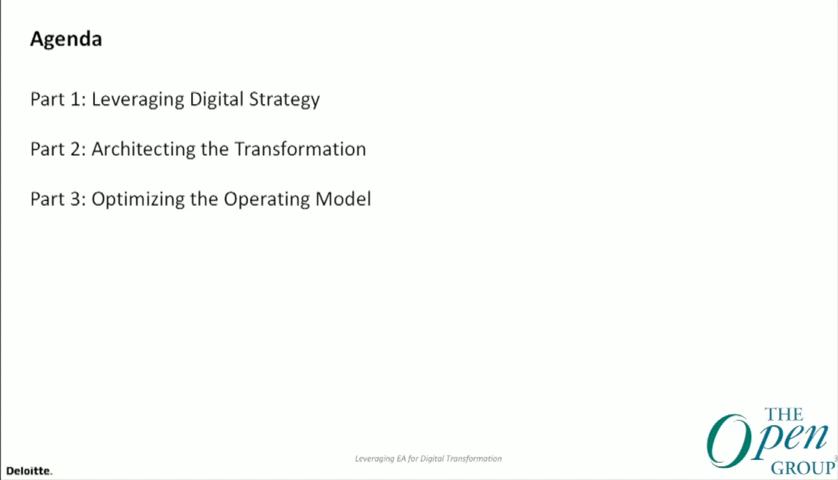 Agenda
Part 1: Leveraging Digital Strategy
Part 2: Architecting the Transformation
Part 3: Optimizing the Operating Model
Deloitte.
Leveraging EA for Digital Transformation
THE
Open
GROUP
3